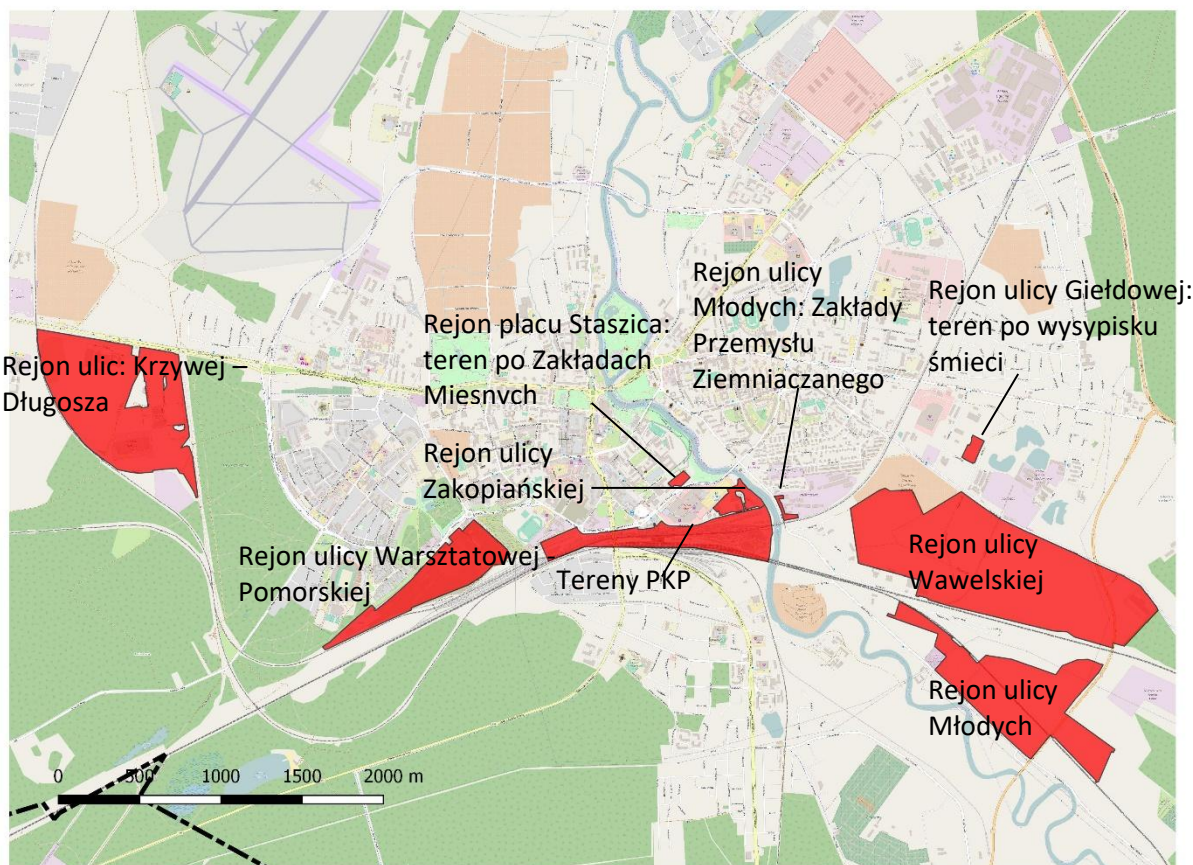 Rejon ulic: Krzywej –
Długosza
Rejon placu Staszica:
teren po Zakładach
Miesnych
Rejon ulicy
Młodych: Zakłady
Przemysłu
Ziemniaczanego
Rejon ulicy Giełdowej:
teren po wysypisku
śmieci
Rejon ulicy
Zakopiańskiej
Rejon ulicy Warsztatowej -
Pomorskiej
Tereny PKP
Rejon ulicy
Wawelskiej
Rejon ulicy
Młodych
0 500 1000 1500 2000 m